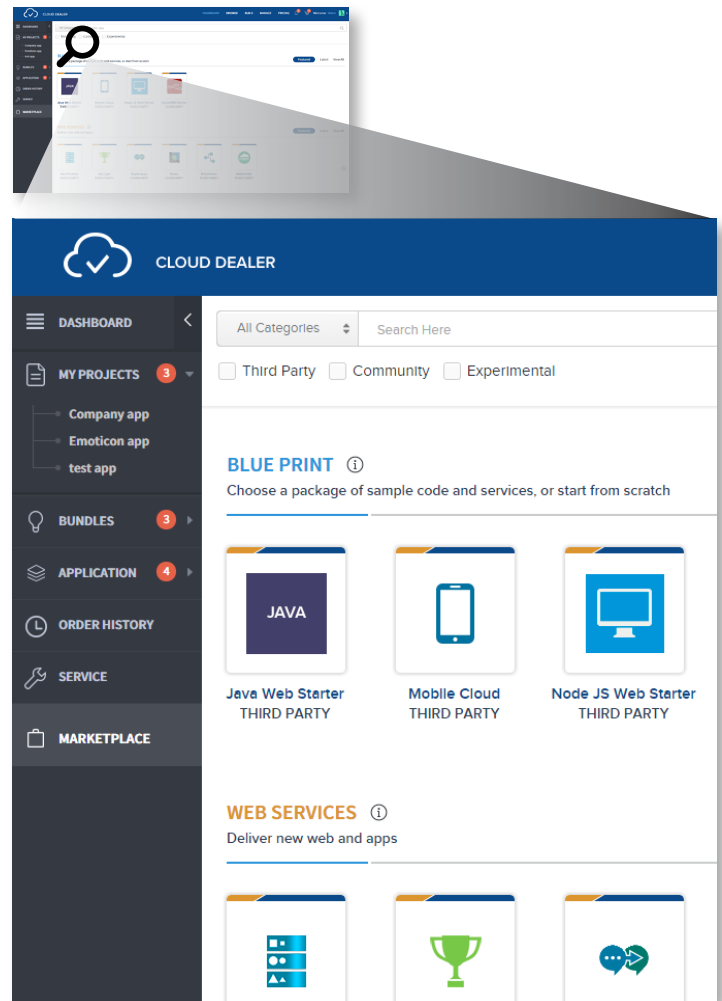 CLOUD DEALER
DASHBOARD
All Categories
Search Here
MY PROJECTS 3
Third Party Community Experimental
Company app
Emoticon app
test app
BLUE PRINT
Choose a package of sample code and services, or start from scratch
BUNDLES 3
APPLICATION 4
ORDER HISTORY
SERVICE
MARKETPLACE
JAVA
Java Web Starter
THIRD PARTY
Mobile Cloud
THIRD PARTY
Node JS Web Starter
THIRD PARTY
WEB SERVICES
Deliver new web and apps